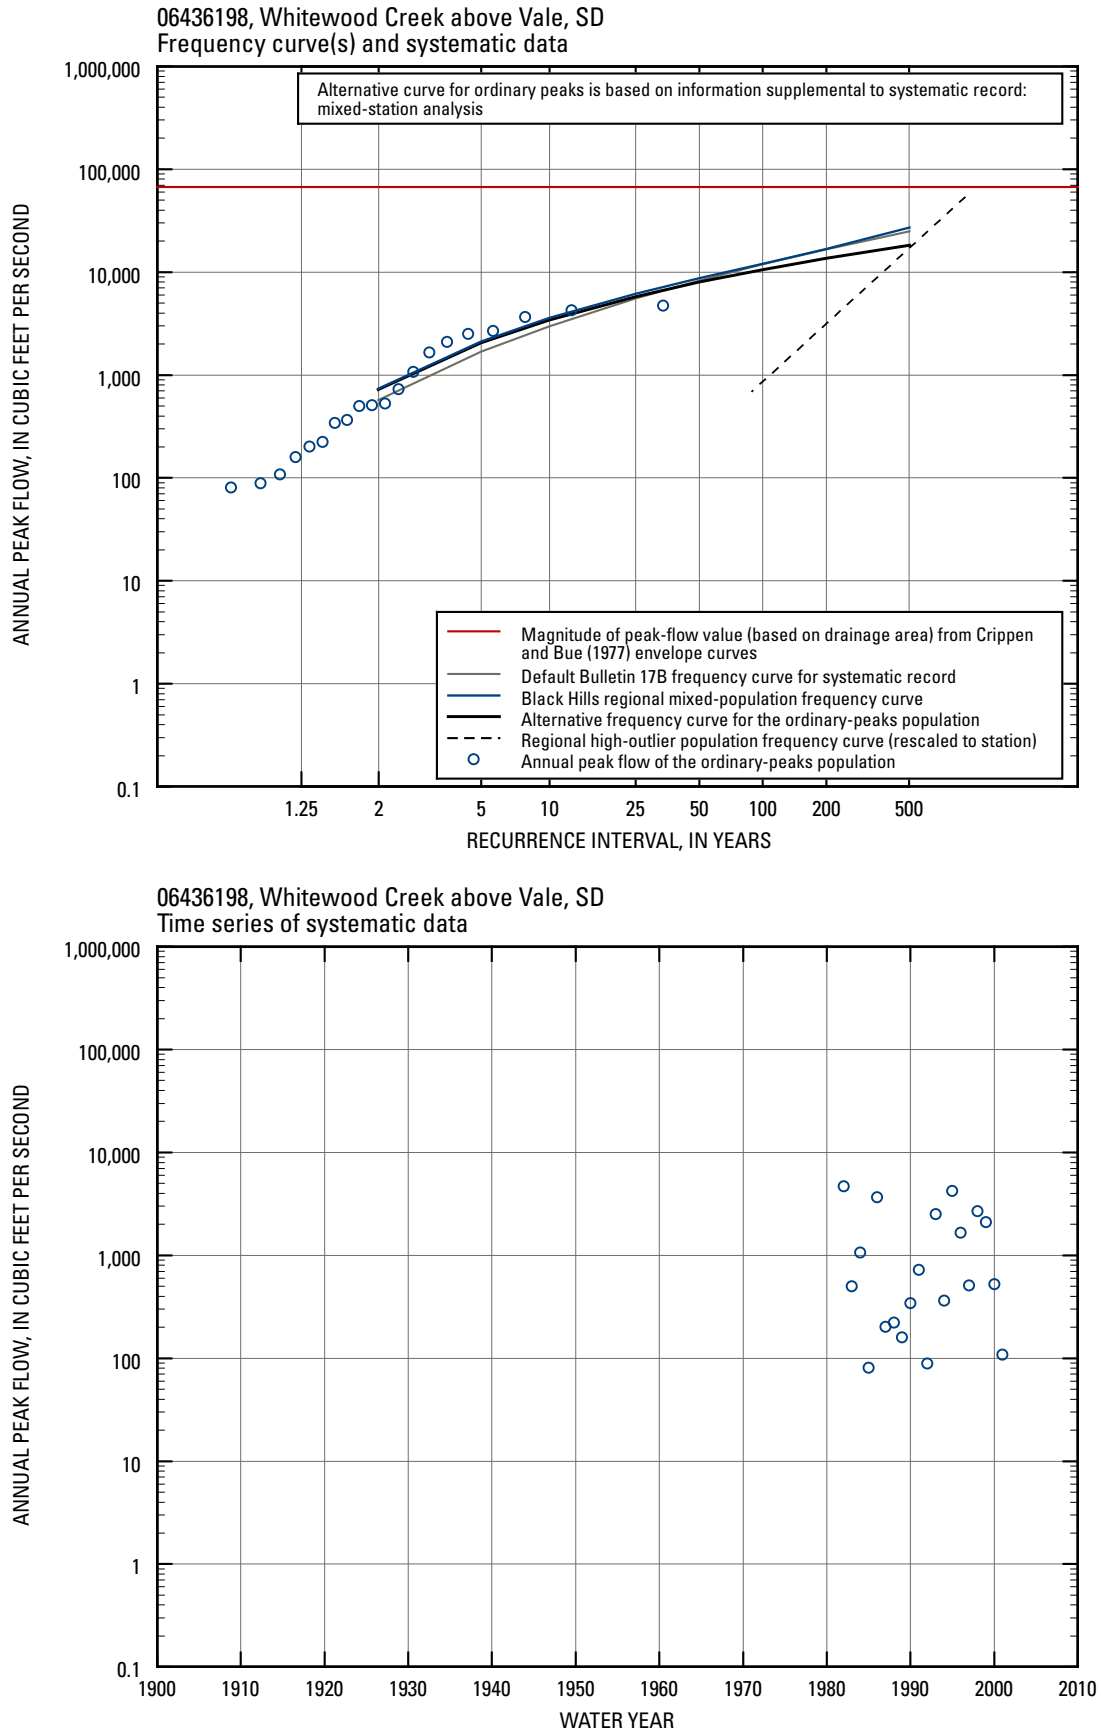 06436198, Whitewood Creek above Vale, SD
Frequency curve(s) and systematic data
1,000,000
100,000
10,000
1,000
100
10
1
0.1
ANNUAL PEAK FLOW, IN CUBIC FEET PER SECOND
Alternative curve for ordinary peaks is based on information supplemental to systematic record:
mixed-station analysis
Magnitude of peak-flow value (based on drainage area) from Crippen
and Bue (1977) envelope curves
Default Bulletin 17B frequency curve for systematic record
Black Hills regional mixed-population frequency curve
Alternative frequency curve for the ordinary-peaks population
Regional high-outlier population frequency curve (rescaled to station)
Annual peak flow of the ordinary-peaks population
1.25 2 5 10 25 50 100 200 500
RECURRENCE INTERVAL, IN YEARS
06436198, Whitewood Creek above Vale, SD
Time series of systematic data
1,000,000
100,000
10,000
1,000
100
10
1
0.1
ANNUAL PEAK FLOW, IN CUBIC FEET PER SECOND
1900 1910 1920 1930 1940 1950 1960 1970 1980 1990 2000 2010
WATER YEAR